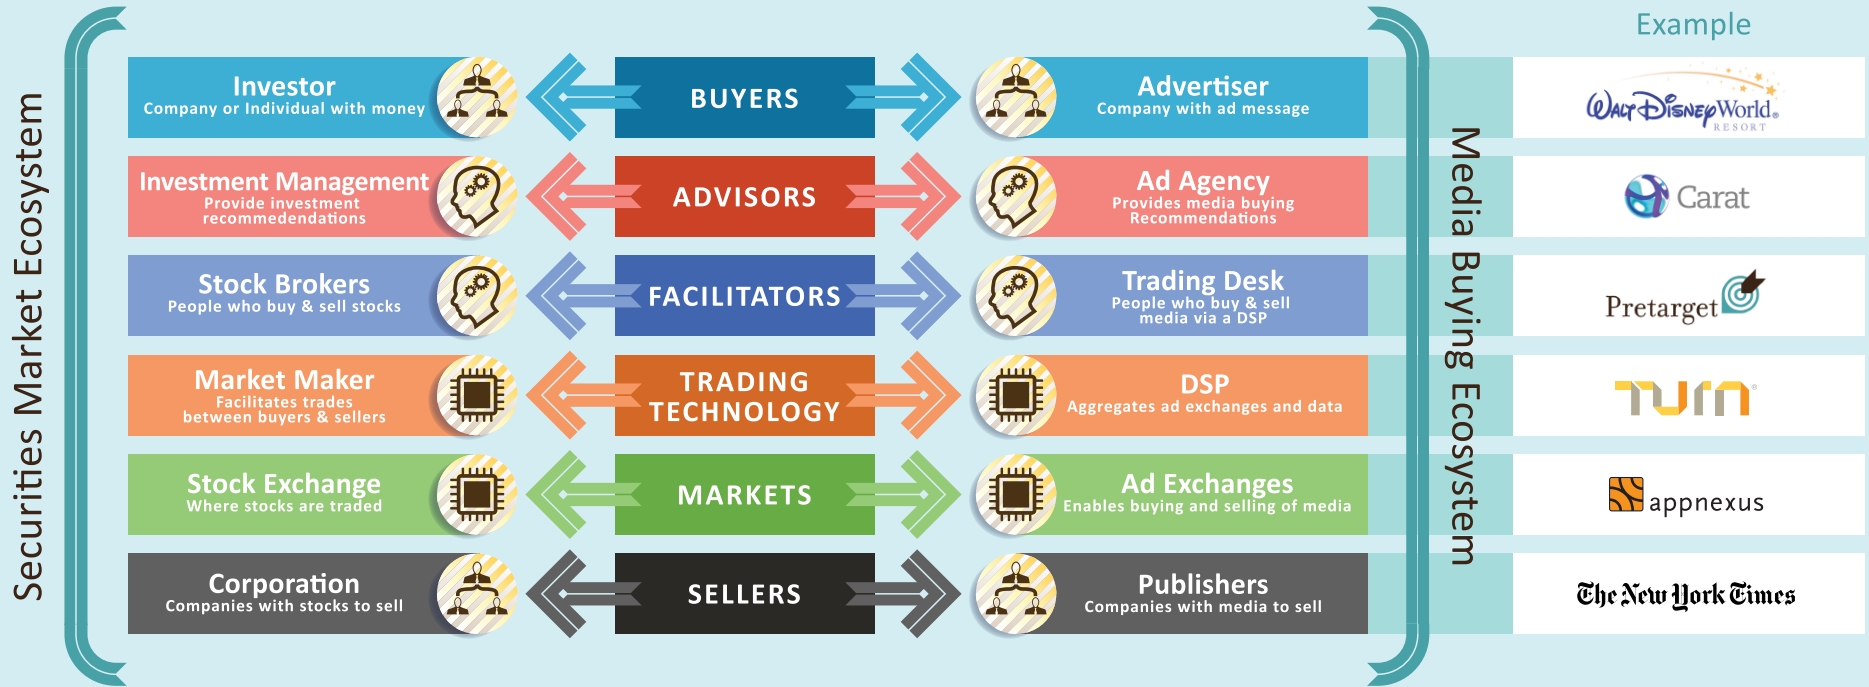 Example
Securities Market Ecosystem
Media Buying Ecosystem
Investor
Company or Individual with money
BUYERS
Advertiser
Company with ad message
WALT DISNEY World®
RESORT
Investment Management
Provide investment
recommedendations
ADVISORS
Ad Agency
Provides media buying
Recommendations
Carat
Stock Brokers
People who buy & sell stocks
FACILITATORS
Trading Desk
People who buy & sell
media via a DSP
Pretarget
Market Maker
Facilitates trades
between buyers & sellers
TRADING
TECHNOLOGY
DSP
Aggregates ad exchanges and data
TURN®
Stock Exchange
Where stocks are traded
MARKETS
Ad Exchanges
Enables buying and selling of media
appnexus
Corporation
Companies with stocks to sell
SELLERS
Publishers
Companies with media to sell
The New York Times